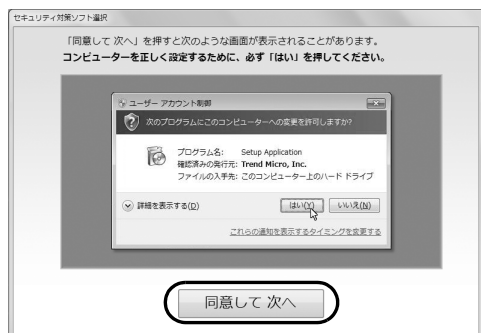 セキュリティ対策ソフト選択
「同意して 次へ」を押すと次のような画面が表示されることがあります。
コンピューターを正しく設定するために、必ず「はい」を押してください。
ユーザー アカウント制御
次のプログラムにこのコンピューターへの変更を許可しますか?
プログラム名: Setup Application
確認済みの発行元: Trend Micro, Inc.
ファイルの入手先: このコンピューター上のハード ドライブ
詳細を表示する(D)
はい(Y)
いいえ(N)
これらの通知を表示するタイミングを変更する
同意して 次へ